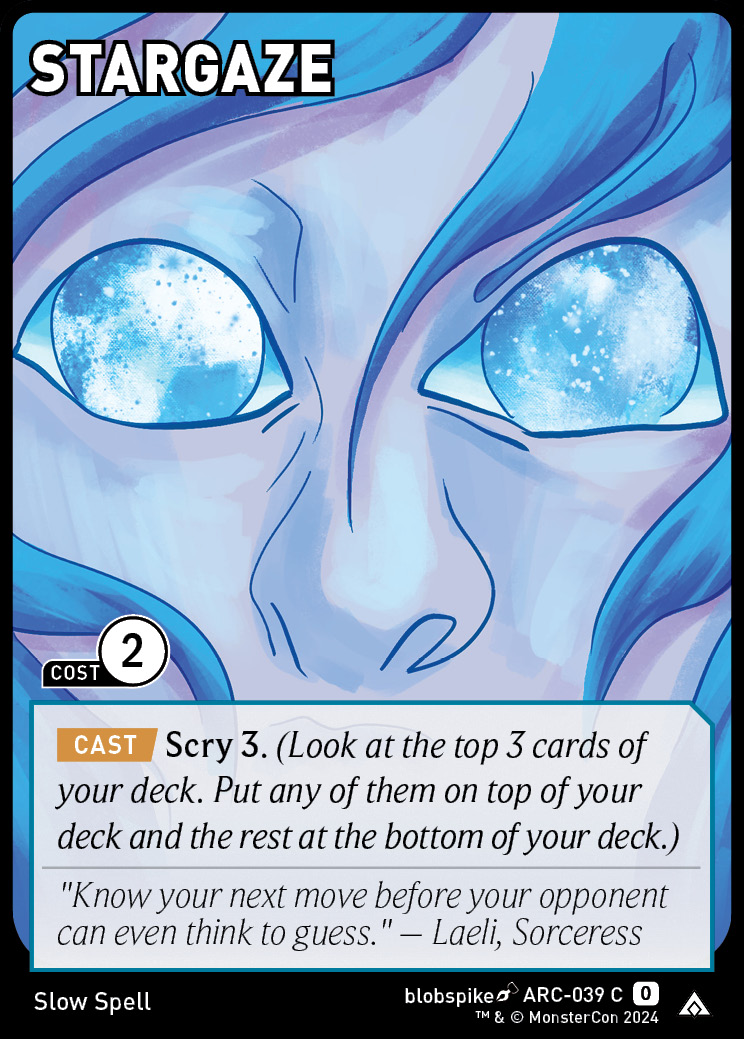 STARGAZE
COST 2
CAST Scry 3. (Look at the top 3 cards of
your deck. Put any of them on top of your
deck and the rest at the bottom of your deck.)
"Know your next move before your opponent
can even think to guess." — Laeli, Sorceress
Slow Spell
blobspike ARC-039 C 0
™ & © MonsterCon 2024